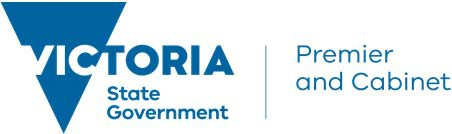 VICTORIA
State
Government
Premier
and Cabinet